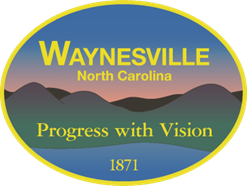 WAYNESVILLE
North Carolina
Progress with Vision
1871